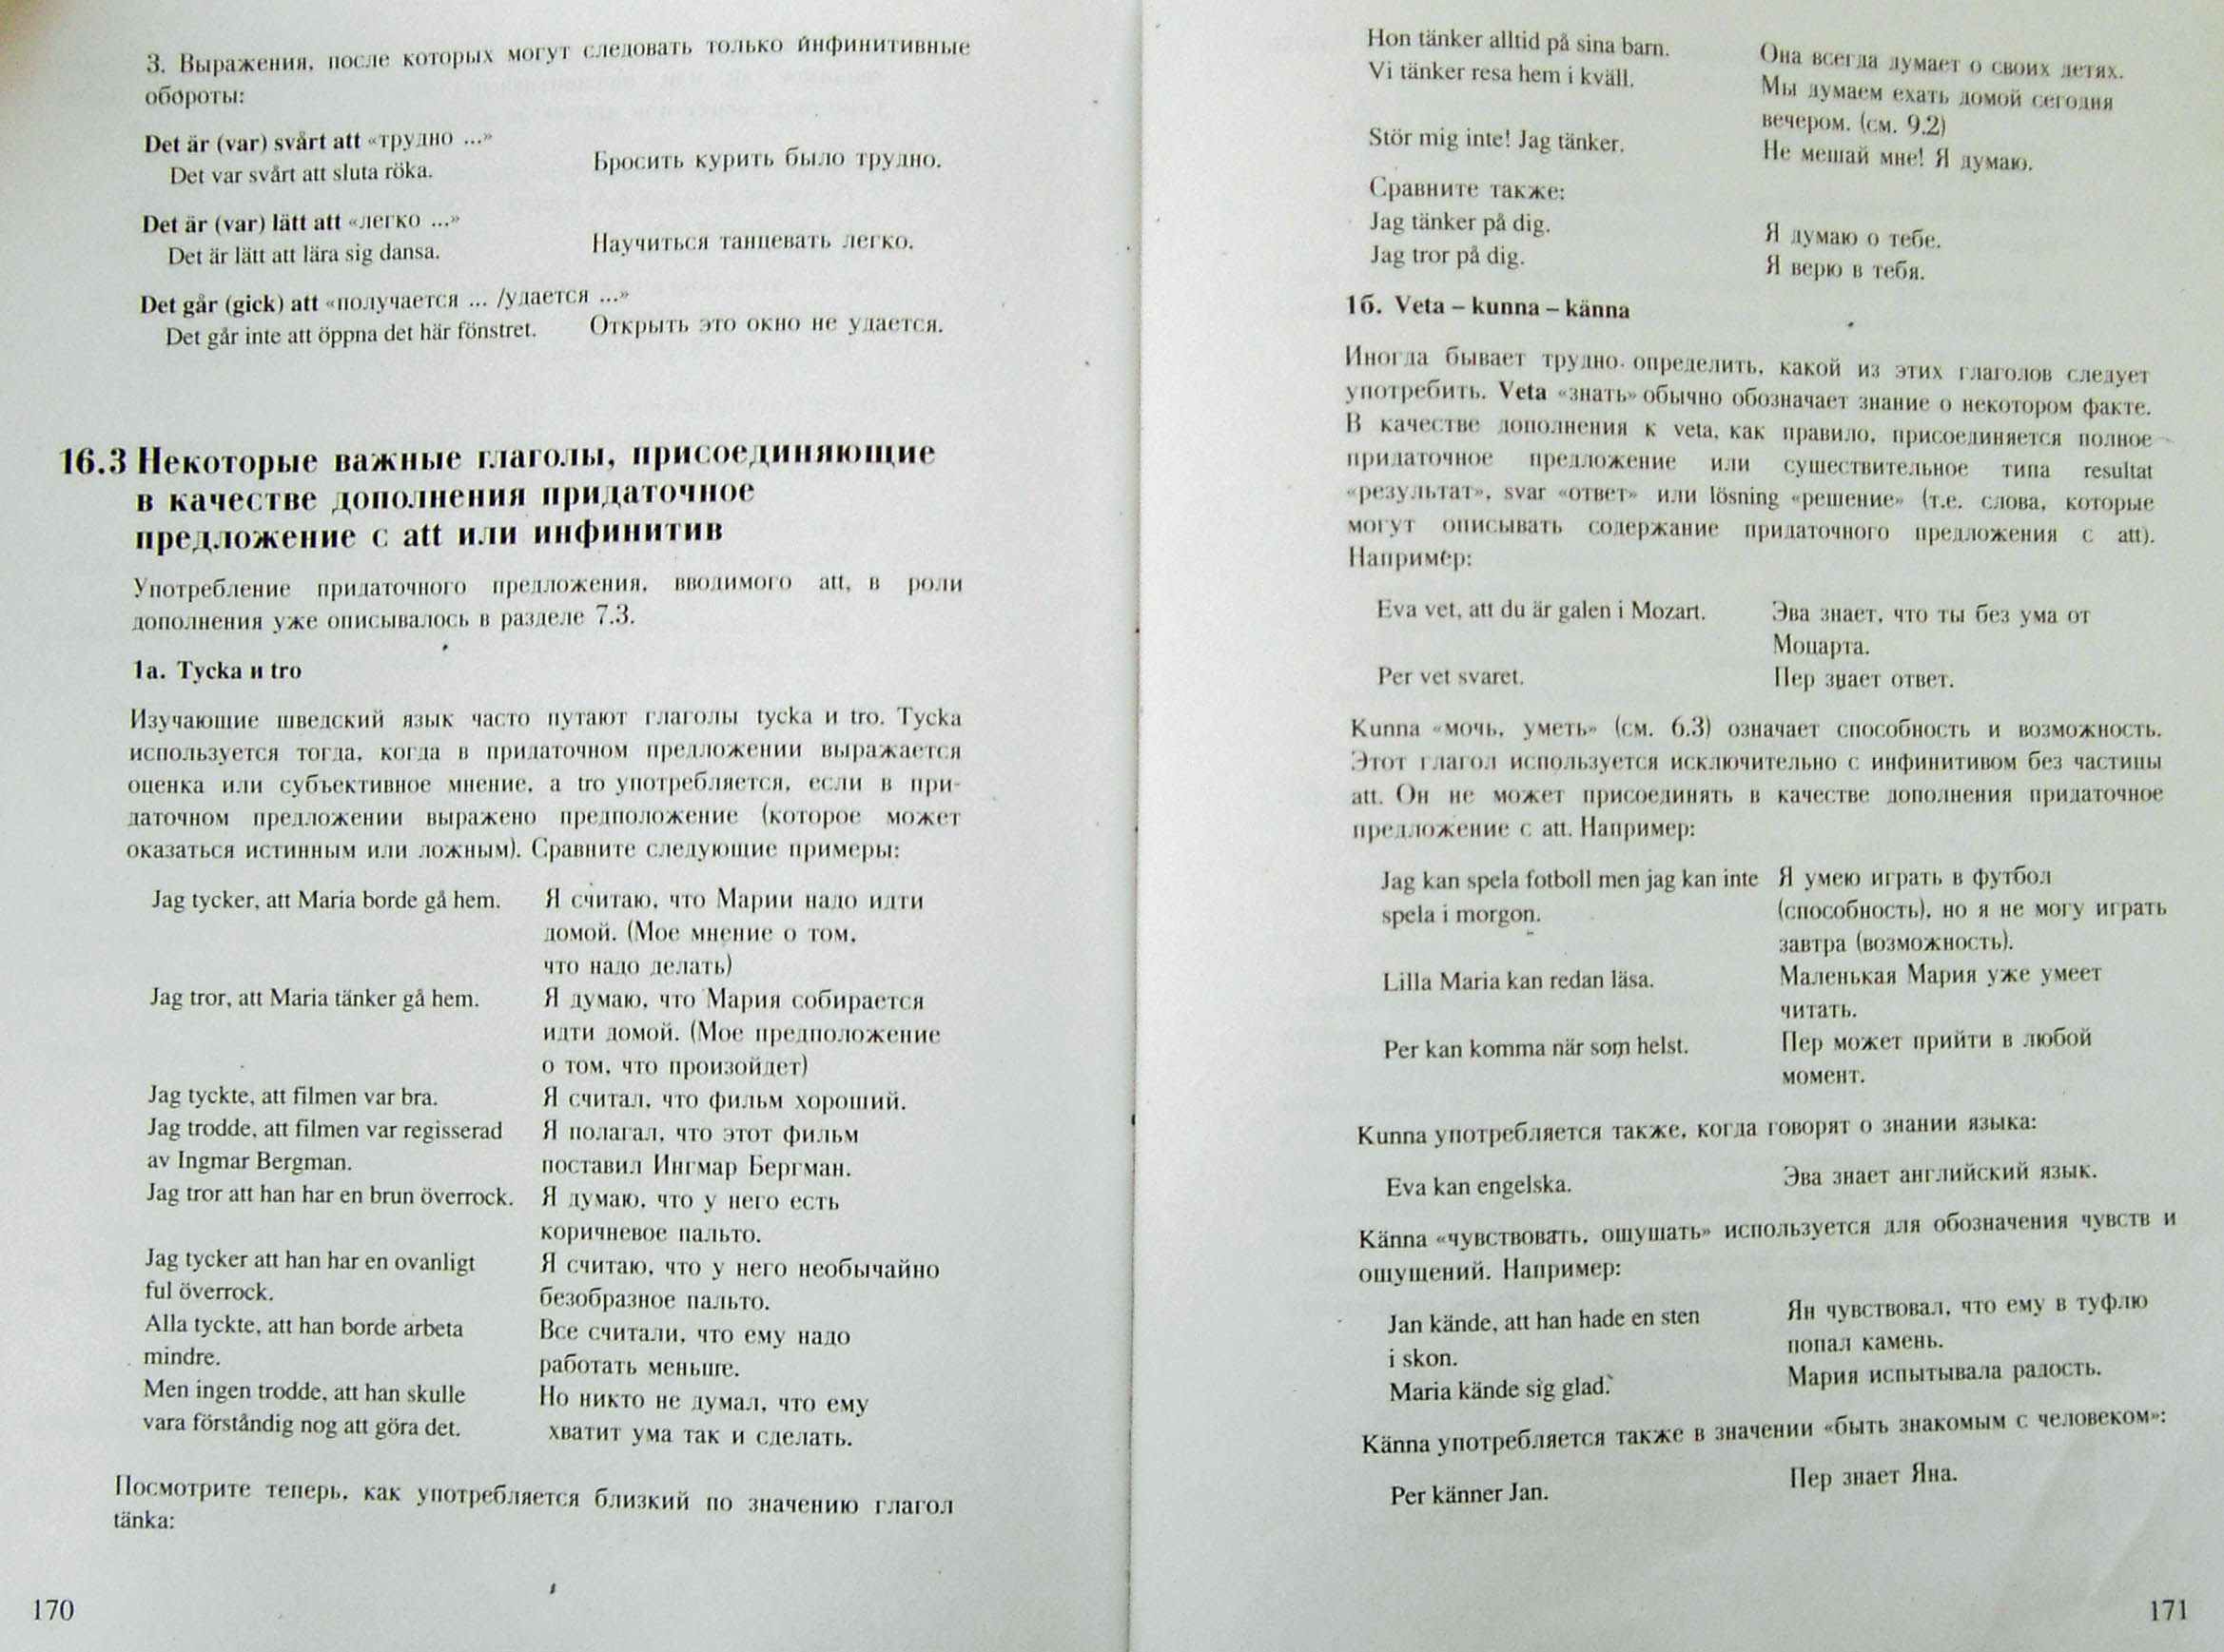 3. Выражения, после которых могут следовать только инфинитивные
обороты:
Det är (var) svårt att «трудно ...»
Det var svårt att sluta röka. Бросить курить было трудно.
Det är (var) lätt att «легко ...»
Det är lätt att lära sig dansa. Научиться танцевать легко.
Det går (gick) att «получается ... /удается ...»
Det går inte att öppna det här fönstret. Открыть это окно не удается.
16.3 Некоторые важные глаголы, присоединяющие
в качестве дополнения придаточное
предложение с att или инфинитив
Употребление придаточного предложения, вводимого att, в роли
дополнения уже описывалось в разделе 7.3.
1а. Tycka и tro
Изучающие шведский язык часто путают глаголы tycka и tro. Tycka
используется тогда, когда в придаточном предложении выражается
оценка или субъективное мнение, а tro употребляется, если в при-
даточном предложении выражено предположение (которое может
оказаться истинным или ложным). Сравните следующие примеры:
Jag tycker, att Maria borde gå hem. Я считаю, что Марии надо идти
домой. (Мое мнение о том,
что надо делать)
Jag tror, att Maria tänker gå hem. Я думаю, что Мария собирается
идти домой. (Мое предположение
о том, что произойдет)
Jag tyckte, att filmen var bra. Я считал, что фильм хороший.
Jag trodde, att filmen var regisserad Я полагал, что этот фильм
av Ingmar Bergman. поставил Ингмар Бергман.
Jag tror att han har en brun överrock. Я думаю, что у него есть
коричневое пальто.
Jag tycker att han har en ovanligt Я считаю, что у него необычайно
ful överrock. безобразное пальто.
Alla tyckte, att han borde arbeta Все считали, что ему надо
mindre. работать меньше.
Men ingen trodde, att han skulle Но никто не думал, что ему
vara förståndig nog att göra det. хватит ума так и сделать.
Посмотрите теперь, как употребляется близкий по значению глагол
tänka:
170
Hon tänker alltid på sina barn. Она всегда думает о своих детях.
Vi tänker resa hem i kväll. Мы думаем ехать домой сегодня
вечером. (см. 9.2)
Stör mig inte! Jag tänker. Не мешай мне! Я думаю.
Сравните также:
Jag tänker på dig. Я думаю о тебе.
Jag tror på dig. Я верю в тебя.
1б. Veta – kunna – känna
Иногда бывает трудно определить, какой из этих глаголов следует
употребить. Veta «знать» обычно обозначает знание о некотором факте.
В качестве дополнения к veta, как правило, присоединяется полное
придаточное предложение или существительное типа resultat
«результат», svar «ответ» или lösning «решение» (т.е. слова, которые
могут описывать содержание придаточного предложения с att).
Например:
Eva vet, att du är galen i Mozart. Эва знает, что ты без ума от
Моцарта.
Per vet svaret. Пер знает ответ.
Kunna «мочь, уметь» (см. 6.3) означает способность и возможность.
Этот глагол используется исключительно с инфинитивом без частицы
att. Он не может присоединять в качестве дополнения придаточное
предложение с att. Например:
Jag kan spela fotboll men jag kan inte Я умею играть в футбол
spela i morgon. (способность), но я не могу играть
завтра (возможность).
Lilla Maria kan redan läsa. Маленькая Мария уже умеет
читать.
Per kan komma när som helst. Пер может прийти в любой
момент.
Kunna употребляется также, когда говорят о знании языка:
Eva kan engelska. Эва знает английский язык.
Känna «чувствовать, ощущать» используется для обозначения чувств и
ощущений. Например:
Jan kände, att han hade en sten Ян чувствовал, что ему в туфлю
i skon. попал камень.
Maria kände sig glad. Мария испытывала радость.
Känna употребляется также в значении «быть знакомым с человеком»:
Per känner Jan. Пер знает Яна.
171